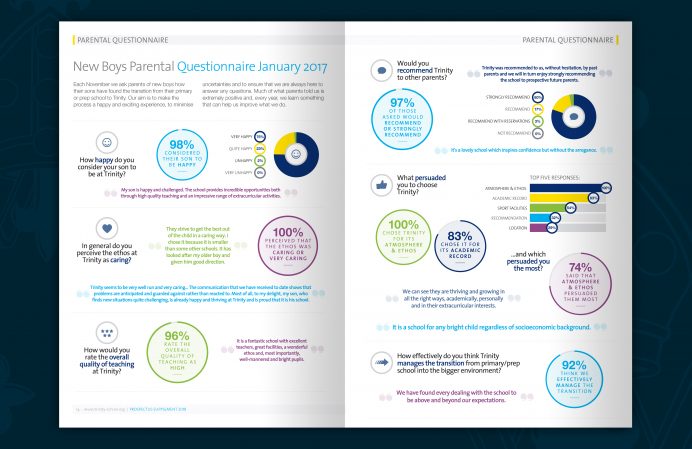 PARENTAL QUESTIONNAIRE
New Boys Parental Questionnaire January 2017
Each November we ask parents of new boys how
their sons have found the transition from their primary
or prep school to Trinity. Our aim is to make the
process a happy and exciting experience, to minimise
uncertainties and to ensure that we are always here to
answer any questions. Much of what parents told us is
extremely positive and, every year, we learn something
that can help us improve what we do.
How happy do you
consider your son to
be at Trinity?
98%
CONSIDERED
THEIR SON TO
BE HAPPY
VERY HAPPY
QUITE HAPPY
UNHAPPY
VERY UNHAPPY
75%
23%
2%
0%
My son is happy and challenged. The school provides incredible opportunities both
through high quality teaching and an impressive range of extracurricular activities.
In general do you
perceive the ethos at
Trinity as caring?
They strive to get the best out
of the child in a caring way. I
chose it because it is smaller
than some other schools. It has
looked after my older boy and
given him good direction.
100%
PERCEIVED THAT
THE ETHOS WAS
CARING OR
VERY CARING
Trinity seems to be very well run and very caring... The communication that we have received to date shows that
problems are anticipated and guarded against rather than reacted to. Most of all, to my delight, my son, who
finds new situations quite challenging, is already happy and thriving at Trinity and is proud that it is his school.
How would you
rate the overall
quality of teaching
at Trinity?
96%
RATE THE
OVERALL
QUALITY OF
TEACHING AS
HIGH
It is a fantastic school with excellent
teachers, great facilities, a wonderful
ethos and, most importantly,
well-mannered and bright pupils.
14 | www.trinity-school.org | PROSPECTUS SUPPLEMENT 2018
PARENTAL QUESTIONNAIRE
Would you
recommend Trinity
to other parents?
Trinity was recommended to us, without hesitation, by past
parents and we will in turn enjoy strongly recommending
the school to prospective future parents.
97%
OF THOSE
ASKED WOULD
RECOMMEND
OR STRONGLY
RECOMMEND
STRONGLY RECOMMEND
RECOMMEND
RECOMMEND WITH RESERVATIONS
NOT RECOMMEND
80%
17%
3%
0%
It's a lovely school which inspires confidence but without the arrogance.
What persuaded
you to choose
Trinity?
TOP FIVE RESPONSES:
ATMOSPHERE & ETHOS
ACADEMIC RECORD
SPORT FACILITIES
RECOMMENDATION
LOCATION
100%
CHOSE TRINITY
FOR ITS
ATMOSPHERE
& ETHOS
83%
CHOSE IT FOR
ITS ACADEMIC
RECORD
...and which
persuaded you
the most?
74%
SAID THAT
ATMOSPHERE
& ETHOS
PERSUADED
THEM MOST
We can see they are thriving and growing in
all the right ways, academically, personally
and in their extracurricular interests.
It is a school for any bright child regardless of socioeconomic background.
How effectively do you think Trinity
manages the transition from primary/prep
school into the bigger environment?
92%
THINK WE
EFFECTIVELY
MANAGE THE
TRANSITION
We have found every dealing with the school to
be above and beyond our expectations.